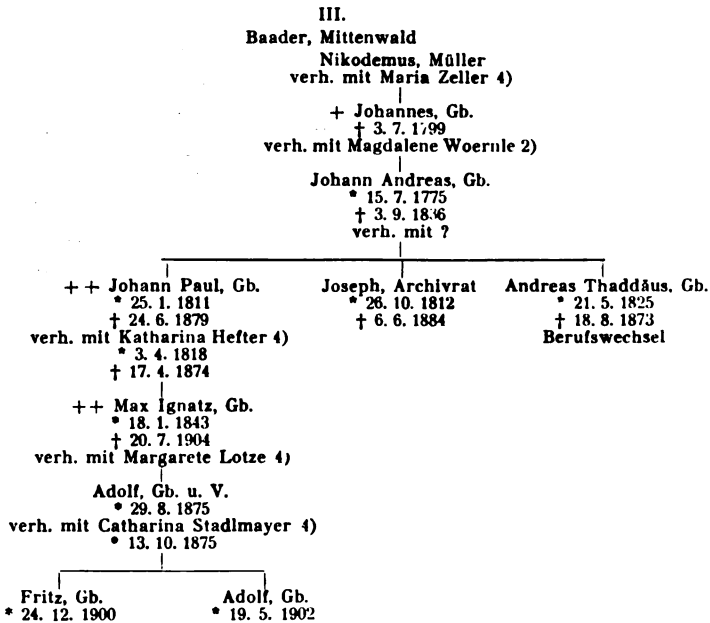 III.
Baader, Mittenwald
Nikodemus, Müller
verh. mit Maria Zeller 4)
+ Johannes, Gb.
† 3. 7. 1799
verh. mit Magdalene Woernle 2)
Johann Andreas, Gb.
* 15. 7. 1775
† 3. 9. 1836
verh. mit ?
++ Johann Paul, Gb.
* 25. 1. 1811
† 24. 6. 1879
verh. mit Katharina Hefter 4)
* 3. 4. 1818
† 17. 4. 1874
Joseph, Archivrat
* 26. 10. 1812
† 6. 6. 1884
Andreas Thaddäus, Gb.
* 21. 5. 1825
† 18. 8. 1873
Berufswechsel
++ Max Ignatz, Gb.
* 18. 1. 1843
† 20. 7. 1904
verh. mit Margarete Lotze 4)
Adolf, Gb. u. V.
* 29. 8. 1875
verh. mit Catharina Stadlmayer 4)
* 13. 10. 1875
Fritz, Gb.
* 24. 12. 1900
Adolf, Gb.
* 19. 5. 1902